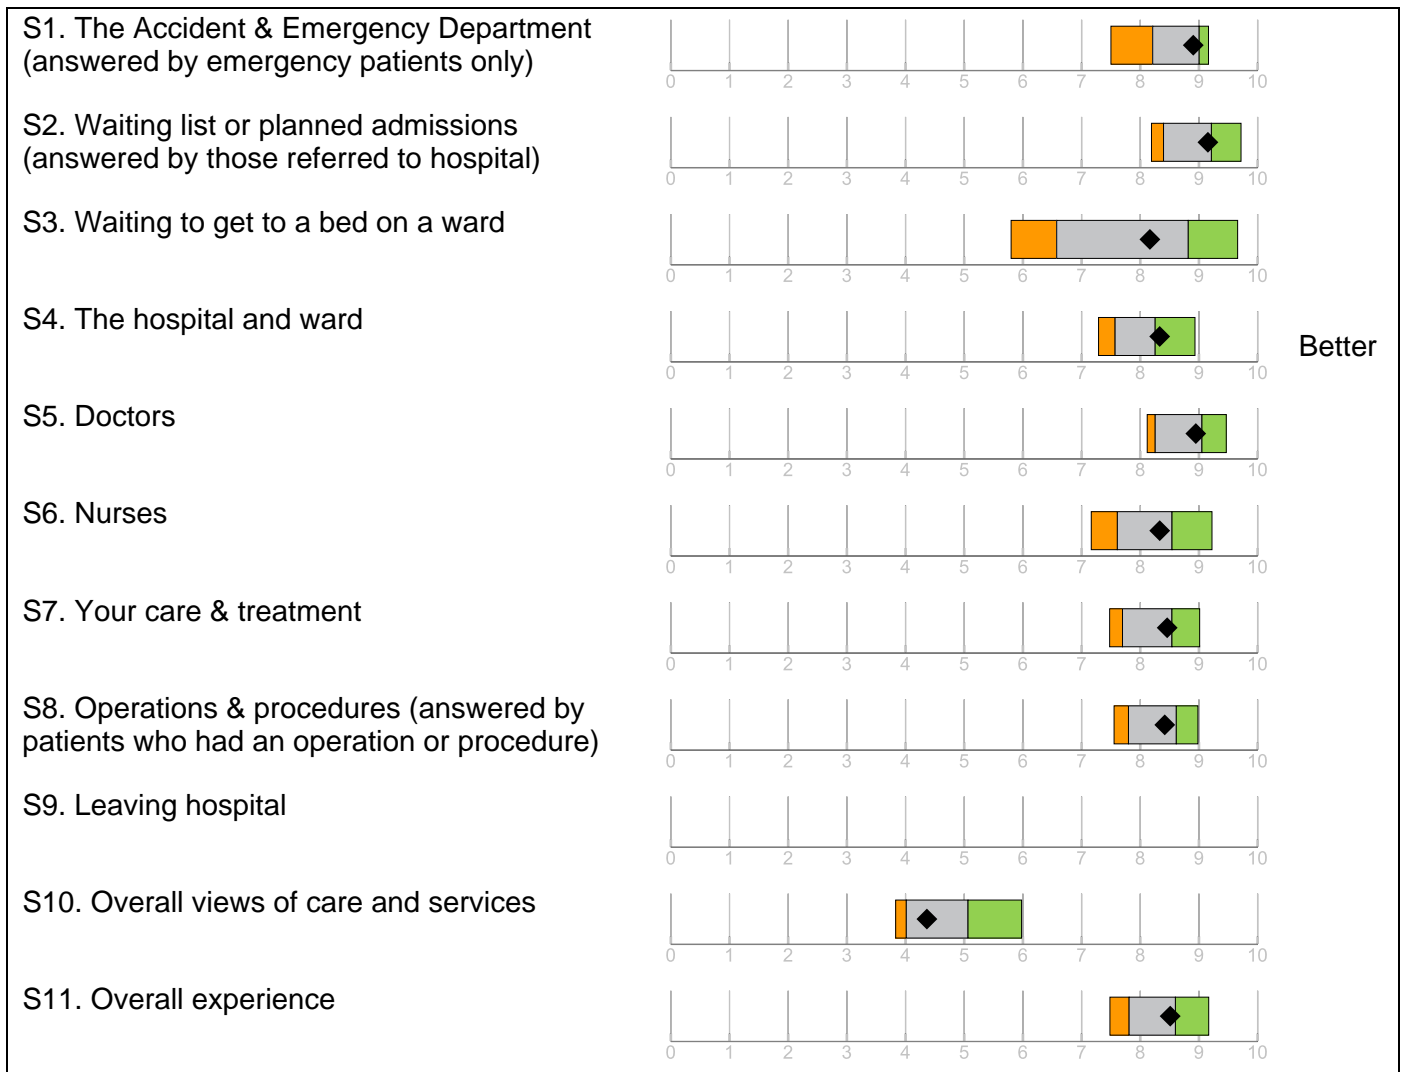 S1. The Accident & Emergency Department
(answered by emergency patients only)
0 1 2 3 4 5 6 7 8 9 10
S2. Waiting list or planned admissions
(answered by those referred to hospital)
0 1 2 3 4 5 6 7 8 9 10
S3. Waiting to get to a bed on a ward
0 1 2 3 4 5 6 7 8 9 10
S4. The hospital and ward
Better
0 1 2 3 4 5 6 7 8 9 10
S5. Doctors
0 1 2 3 4 5 6 7 8 9 10
S6. Nurses
0 1 2 3 4 5 6 7 8 9 10
S7. Your care & treatment
0 1 2 3 4 5 6 7 8 9 10
S8. Operations & procedures (answered by
patients who had an operation or procedure)
0 1 2 3 4 5 6 7 8 9 10
S9. Leaving hospital
0 1 2 3 4 5 6 7 8 9 10
S10. Overall views of care and services
0 1 2 3 4 5 6 7 8 9 10
S11. Overall experience
0 1 2 3 4 5 6 7 8 9 10